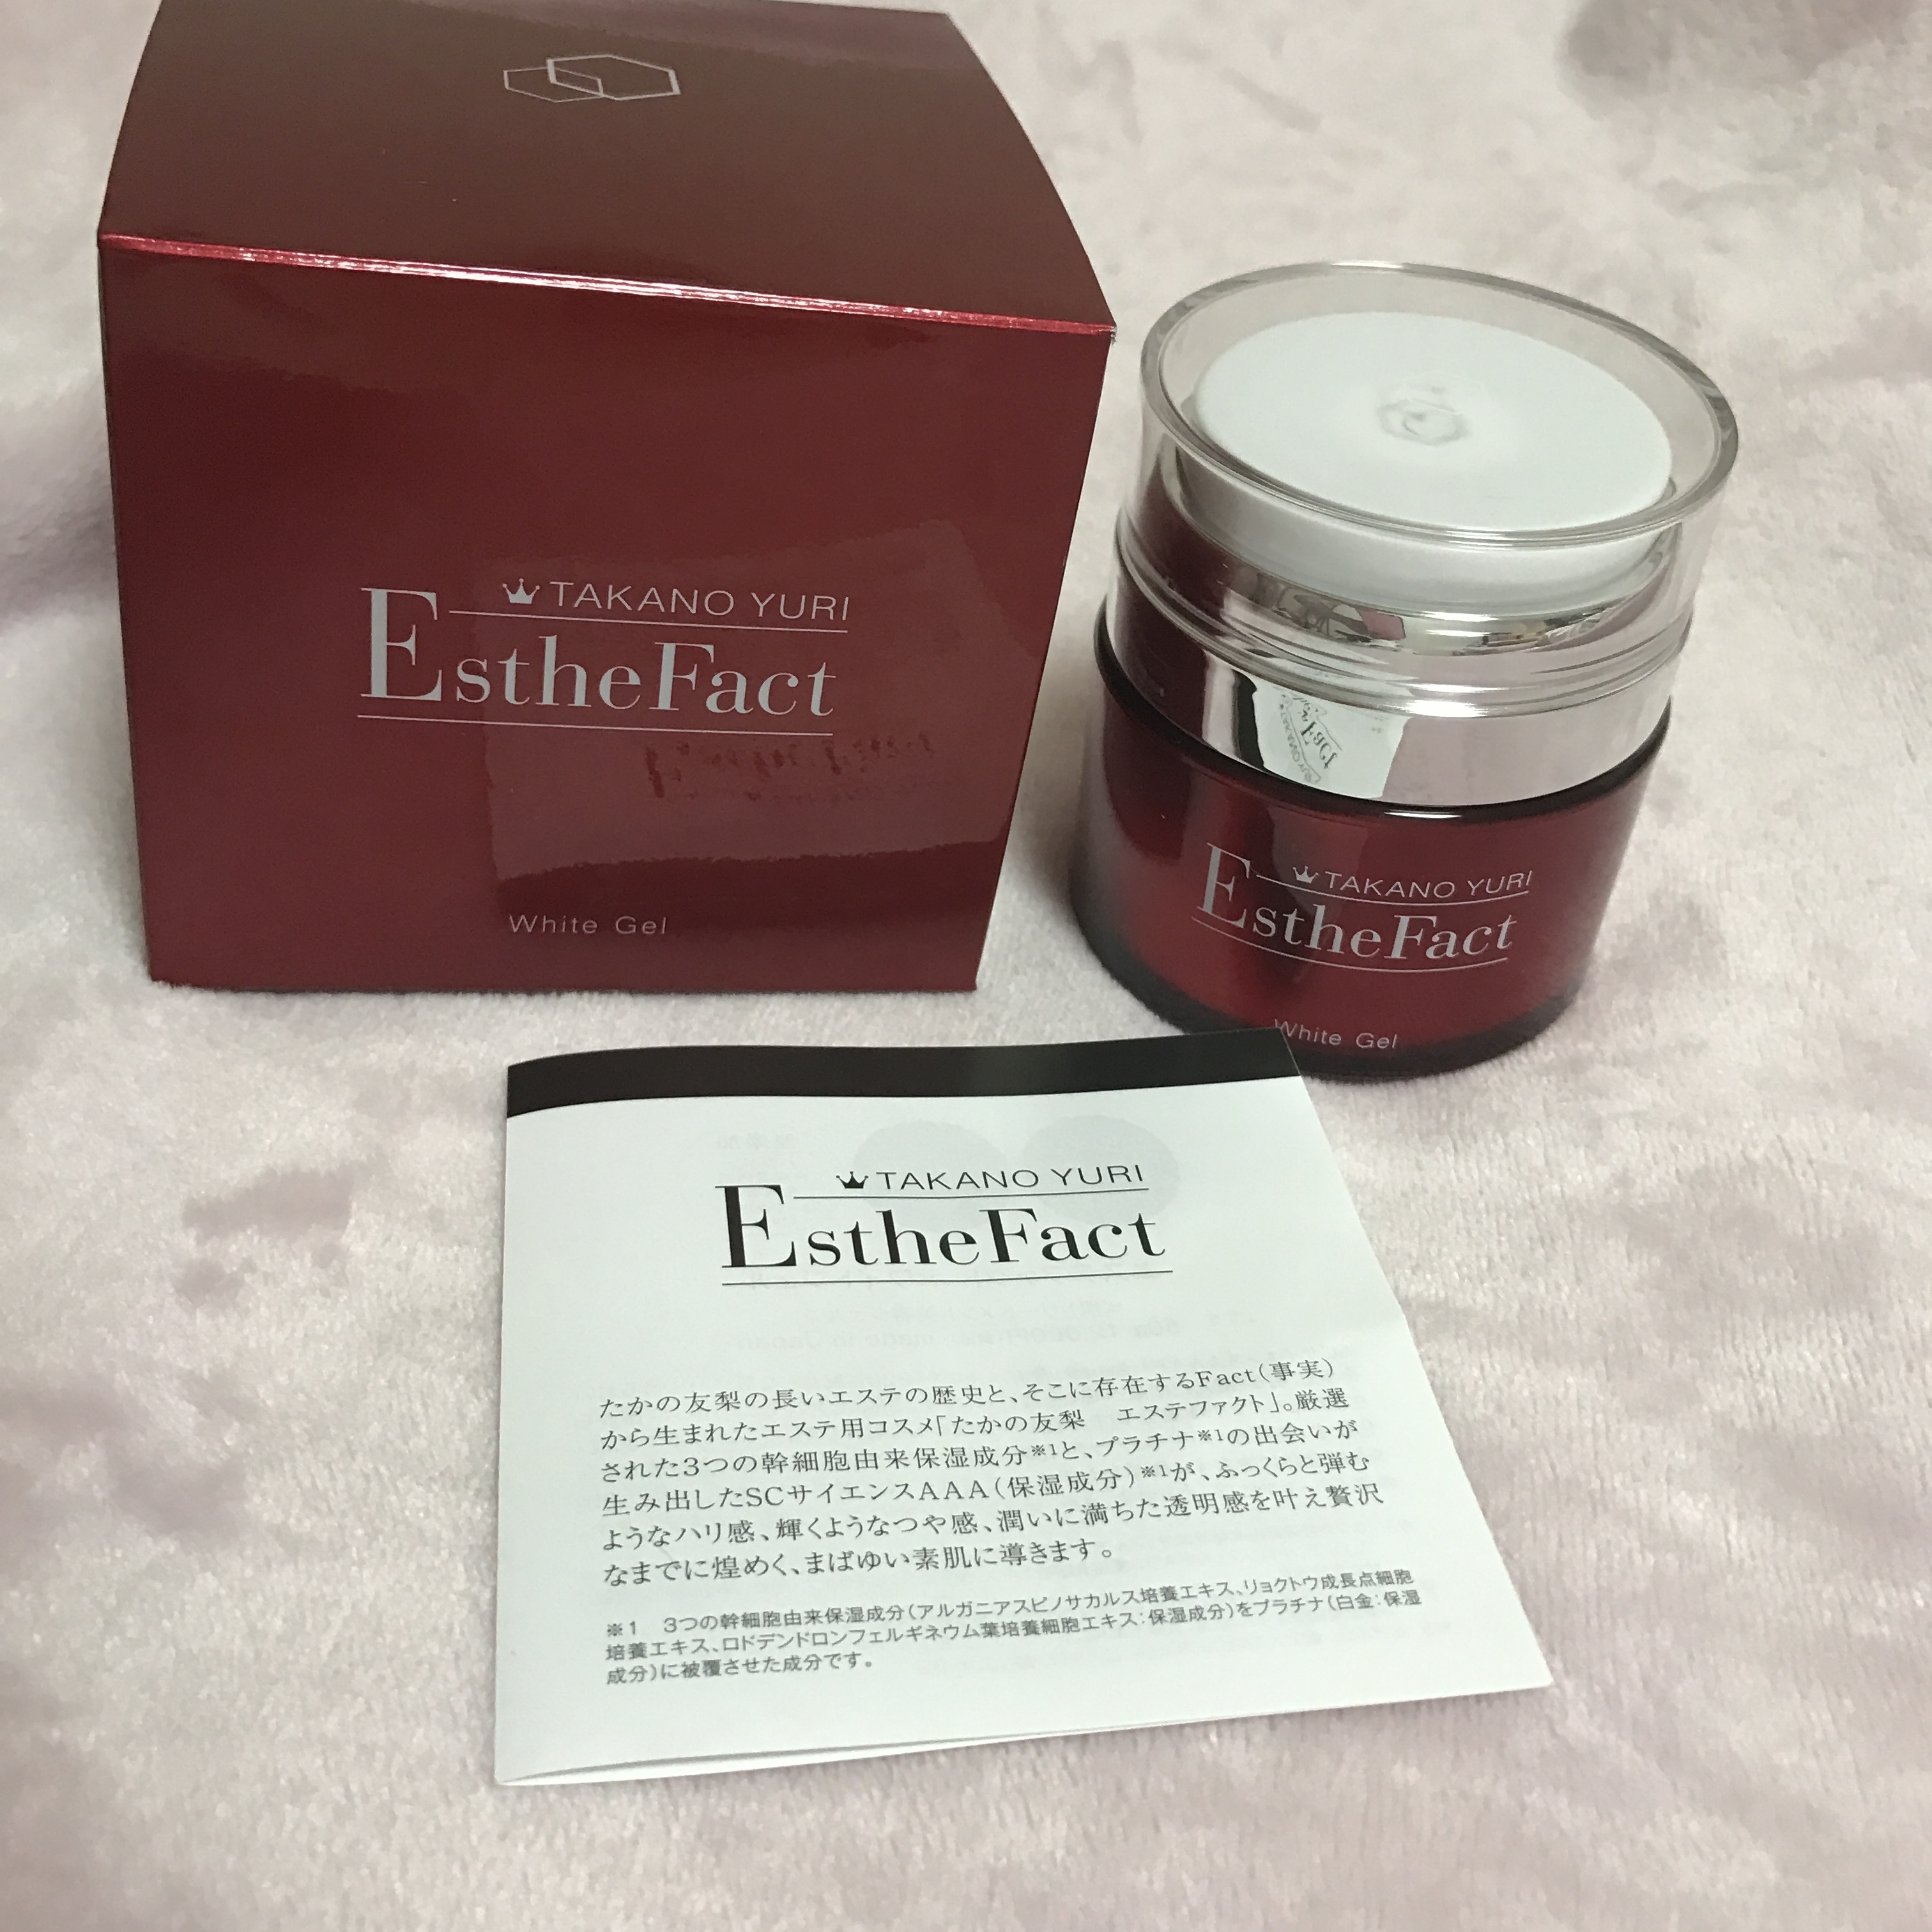 TAKANO YURI
EstheFact
White Gel
TAKANO YURI
EstheFact
White Gel
TAKANO YURI
EstheFact
たかの友梨の長いエステの歴史と、そこに存在するFact(事実)
から生まれたエステ用コスメ「たかの友梨　エステファクト」。厳選
された3つの幹細胞由来保湿成分※1と、プラチナ※1の出会いが
生み出したSCサイエンスAAA(保湿成分)※1が、ふっくらと弾む
ようなハリ感、輝くようなつや感、潤いに満ちた透明感を叶え贅沢
なまでに煌めく、まばゆい素肌に導きます。
※1　3つの幹細胞由来保湿成分(アルガニアスピノサカルス培養エキス、リョクトウ成長点細胞
培養エキス、ロドデンドロンフェルギネウム葉培養細胞エキス:保湿成分)をプラチナ(白金:保湿
成分)に被覆させた成分です。